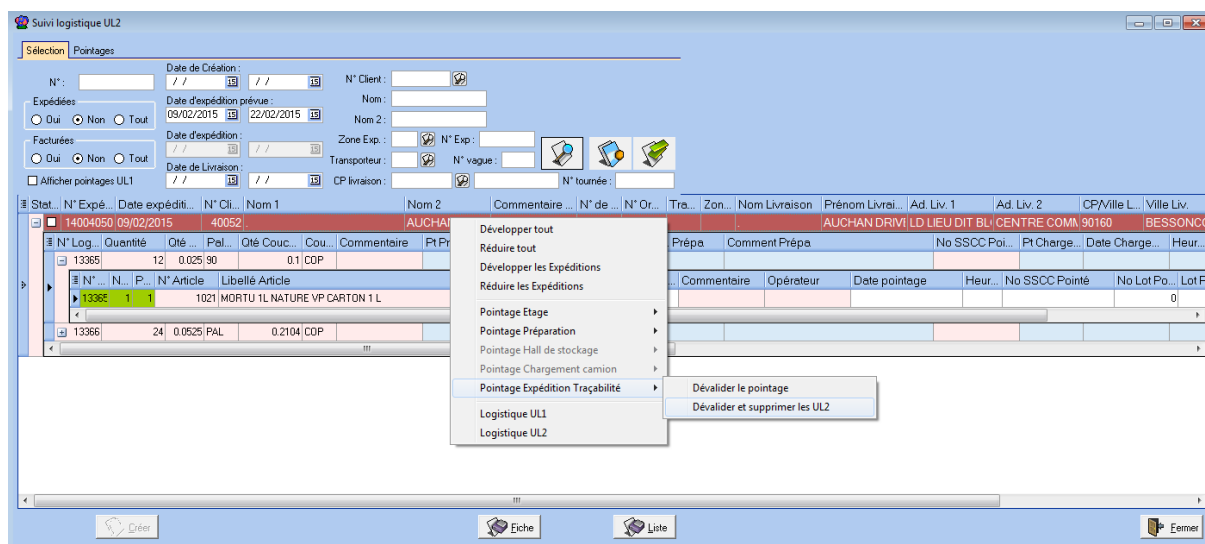 Suivi logistique UL2
Sélection Pointages
N° :
Date de Création :
/ / 15 / / 15
N° Client :
Expédiées
Oui Non Tout
Date d'expédition prévue :
09/02/2015 15 22/02/2015 15
Nom :
Nom 2 :
Facturées
Oui Non Tout
Date d'expédition :
/ / 15 / / 15
Zone Exp. : N° Exp :
Transporteur : N° vague :
Afficher pointages UL1
Date de Livraison :
/ / 15 / / 15
CP livraison : N° tournée :
Stat... N° Expé... Date expéditi... N° Cli... Nom 1 Nom 2 Commentaire ... N° de ... N° Or... Tra... Zon... Nom Livraison Prénom Livrai... Ad. Liv. 1 Ad. Liv. 2 CP/Ville L... Ville Liv.
14004050 09/02/2015 40052 . AUCHAN . AUCHAN DRIVE LD LIEU DIT BL CENTRE COMM 90160 BESSONCO
N° Log... Quantité Qté ... Pal... Qté Couc... Cou... Commentaire Pt Pr Prépa Comment Prépa No SSCC Poi... Pt Charge... Date Charge... Heur...
13365 12 0.025 90 0.1 COP
N° ... N... P... N° Article Libellé Article ... Commentaire Opérateur Date pointage Heur... No SSCC Pointé No Lot Po... Lot F
13365 1 1 1021 MORTU 1L NATURE VP CARTON 1 L 0
13366 24 0.0525 PAL 0.2104 COP
Développer tout
Réduire tout
Développer les Expéditions
Réduire les Expéditions
Pointage Etage
Pointage Préparation
Pointage Hall de stockage
Pointage Chargement camion
Pointage Expédition Traçabilité
Dévalider le pointage
Dévalider et supprimer les UL2
Logistique UL1
Logistique UL2
Créer Fiche Liste Fermer